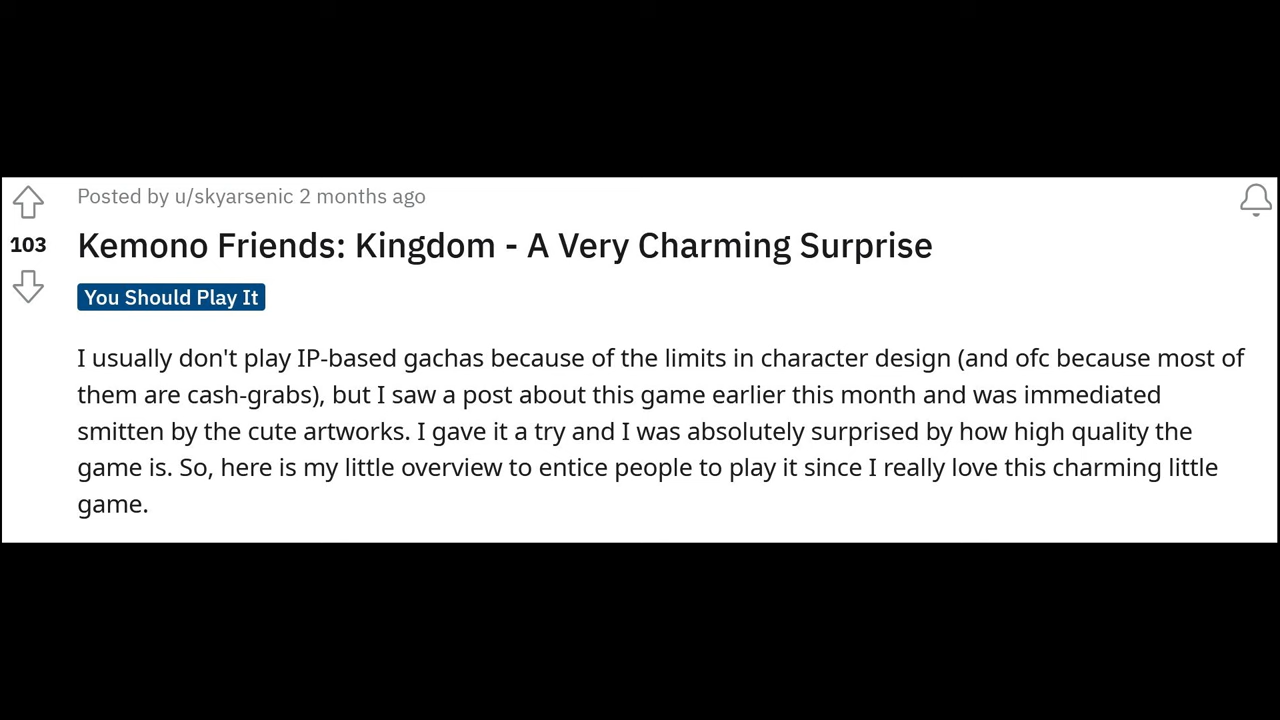 Posted by u/skyarsenic 2 months ago
103
Kemono Friends: Kingdom - A Very Charming Surprise
You Should Play It
I usually don't play IP-based gachas because of the limits in character design (and ofc because most of
them are cash-grabs), but I saw a post about this game earlier this month and was immediated
smitten by the cute artworks. I gave it a try and I was absolutely surprised by how high quality the
game is. So, here is my little overview to entice people to play it since I really love this charming little
game.